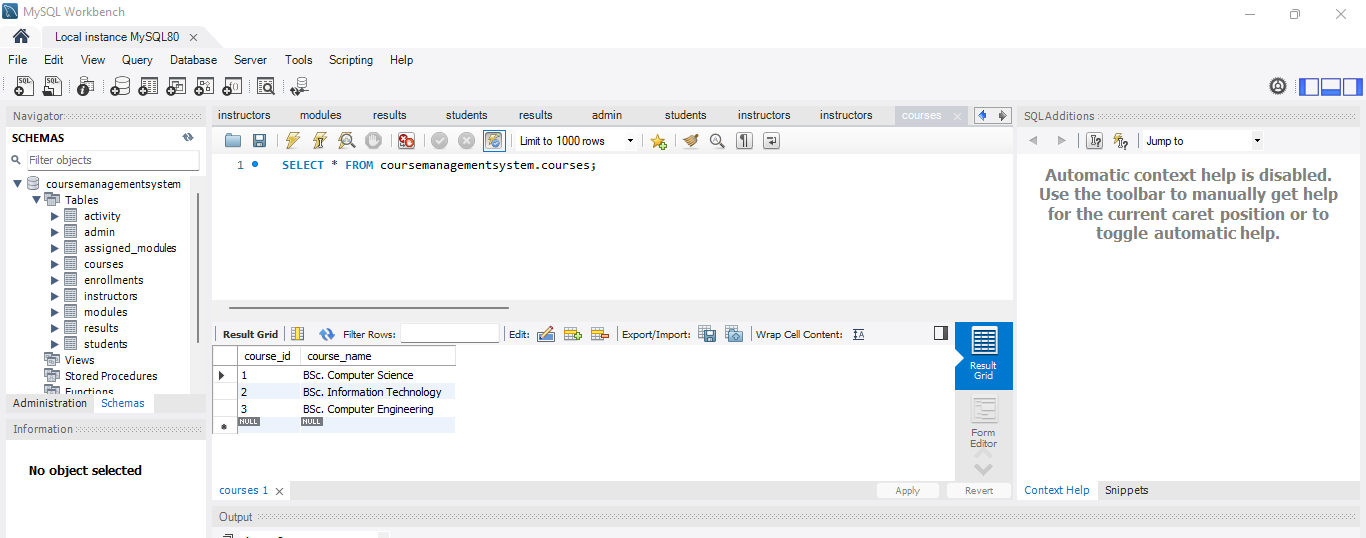 MySQL Workbench
Local instance MySQL80
File Edit View Query Database Server Tools Scripting Help
Navigator
SCHEMAS
Filter objects
coursemanagementsystem
Tables
activity
admin
assigned_modules
courses
enrollments
instructors
modules
results
students
Views
Stored Procedures
Functions
Administration Schemas
Information
No object selected
instructors modules results students results admin students instructors instructors courses
Limit to 1000 rows
1 SELECT * FROM coursemanagementsystem.courses;
Result Grid Filter Rows: Edit: Export/Import: Wrap Cell Content:
course_id course_name
1 BSc. Computer Science
2 BSc. Information Technology
3 BSc. Computer Engineering
NULL NULL
Result
Grid
Form
Editor
courses 1
Apply Revert
Output
SQLAdditions
Jump to
Automatic context help is disabled.
Use the toolbar to manually get help
for the current caret position or to
toggle automatic help.
Context Help Snippets